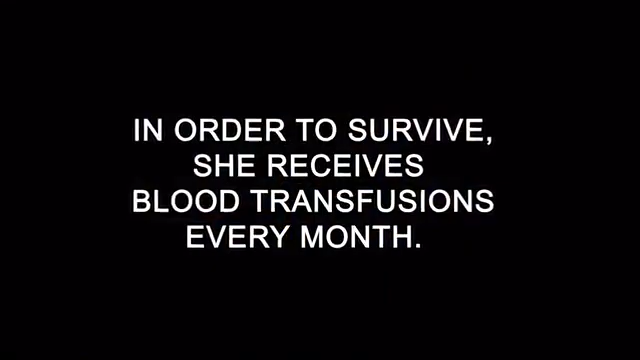 IN ORDER TO SURVIVE,
SHE RECEIVES
BLOOD TRANSFUSIONS
EVERY MONTH.